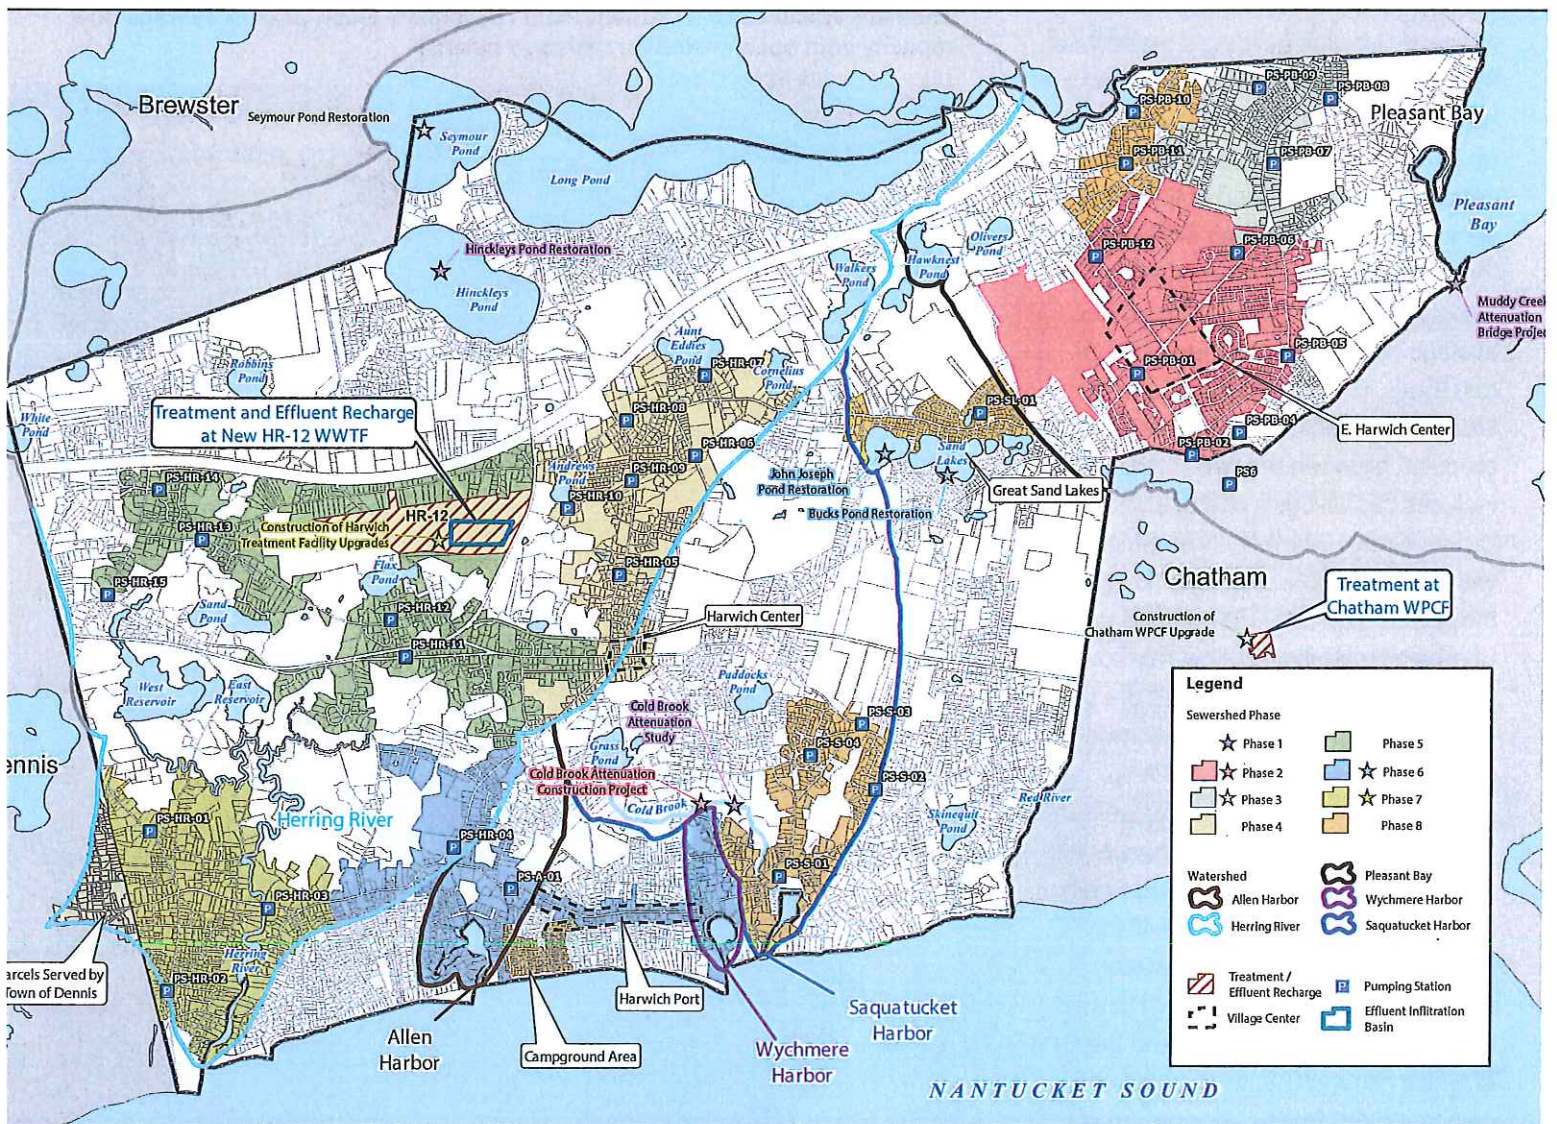 Brewster
Seymour Pond Restoration
Seymour
Pond
Long Pond
Hinckleys Pond Restoration
Hinckleys
Pond
PS-PB-10
PS-PB-09
PS-PB-08
Pleasant Bay
PS-PB-11
PS-PB-07
Pleasant
Bay
PS-PB-12
PS-PB-06
Olivers
Pond
Hawknest
Pond
Walkers
Pond
Muddy Creek
Attenuation
Bridge Projec
PS-PB-05
PS-PB-01
PS-PB-04
PS-PB-02
E. Harwich Center
PS6
Aunt
Eddies
Pond
PS-HR-07
Cornelius
Pond
PS-HR-08
PS-HR-06
PS-HR-09
Andrews
Pond
PS-HR-10
PS-HR-05
PS-SL-01
Sand
Lakes
John Joseph
Pond Restoration
Great Sand Lakes
Bucks Pond Restoration
Robbins
Pond
White
Pond
Treatment and Effluent Recharge
at New HR-12 WWTF
PS-HR-14
PS-HR-13
HR-12
Construction of Harwich
Treatment Facility Upgrades
Flax
Pond
PS-HR-15
Sand
Pond
PS-HR-12
PS-HR-11
Harwich Center
Chatham
Treatment at
Chatham WPCF
Construction of
Chatham WPCF Upgrade
West
Reservoir
East
Reservoir
Paddocks
Pond
Cold Brook
Attenuation
Study
Grass
Pond
Cold Brook Attenuation
Construction Project
Cold Brook
PS-S-03
PS-S-04
PS-S-02
Red River
Skinequit
Pond
ennis
PS-HR-01
Herring River
PS-HR-04
PS-A-01
PS-S-01
PS-HR-03
Herring
River
PS-HR-02
arcels Served by
Town of Dennis
Harwich Port
Campground Area
Allen
Harbor
Saquatucket
Harbor
Wychmere
Harbor
NANTUCKET SOUND
Legend
Sewershed Phase
Phase 1
Phase 2
Phase 3
Phase 4
Phase 5
Phase 6
Phase 7
Phase 8
Watershed
Allen Harbor
Herring River
Pleasant Bay
Wychmere Harbor
Saquatucket Harbor
Treatment /
Effluent Recharge
Village Center
Pumping Station
Effluent Inflitration
Basin